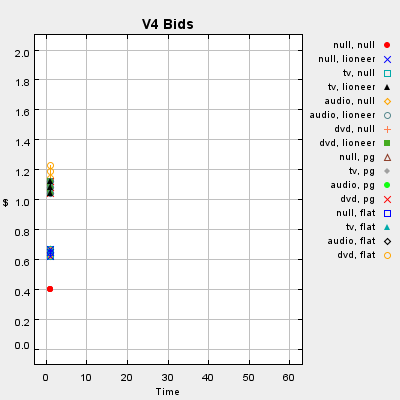 V4 Bids
2.0
1.8
1.6
1.4
1.2
1.0
0.8
0.6
0.4
0.2
0.0
$
0 10 20 30 40 50 60
Time
null, null
null, lioneer
tv, null
tv, lioneer
audio, null
audio, lioneer
dvd, null
dvd, lioneer
null, pg
tv, pg
audio, pg
dvd, pg
null, flat
tv, flat
audio, flat
dvd, flat